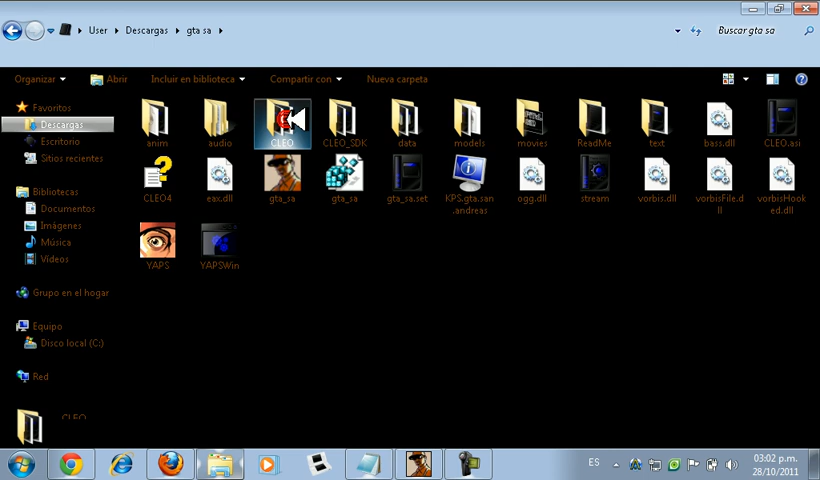 User
Descargas
gta sa
Buscar gta sa
Organizar
Abrir
Incluir en biblioteca
Compartir con
Nueva carpeta
Favoritos
Descargas
Escritorio
Sitios recientes
Bibliotecas
Documentos
Imágenes
Música
Vídeos
Grupo en el hogar
Equipo
Disco local (C:)
Red
anim
audio
CLEO
CLEO_SDK
data
models
movies
ReadMe
text
bass.dll
CLEO.asi
CLEO4
eax.dll
gta_sa
gta_sa
gta_sa.set
KPS.gta.san
.andreas
ogg.dll
stream
vorbis.dll
vorbisFile.d
ll
vorbisHoo
ked.dll
YAPS
YAPSWin
CLEO
ES
03:02 p.m.
28/10/2011